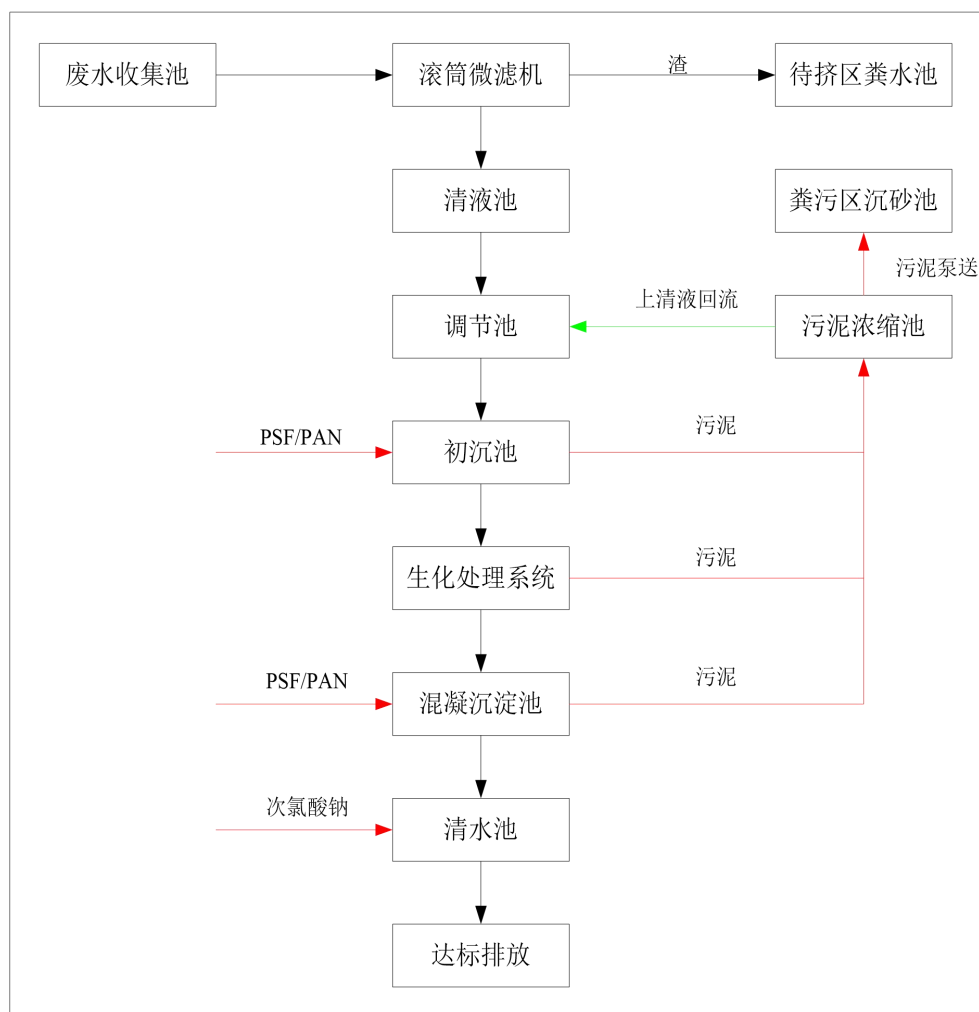 废水收集池
滚筒微滤机
渣
待挤区粪水池
清液池
粪污区沉砂池
污泥泵送
上清液回流
调节池
污泥浓缩池
PSF/PAN
初沉池
污泥
生化处理系统
污泥
PSF/PAN
混凝沉淀池
污泥
次氯酸钠
清水池
达标排放